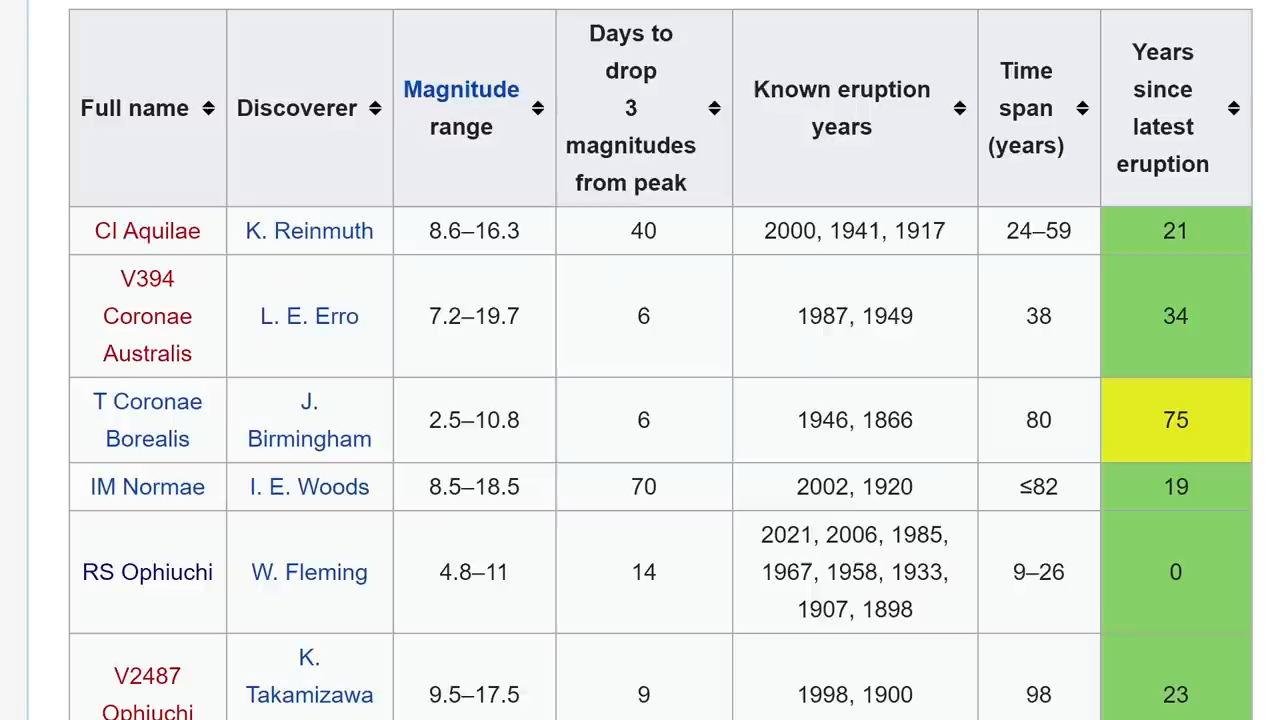 Full name
Discoverer
Magnitude
range
Days to
drop
3
magnitudes
from peak
Known eruption
years
Time
span
(years)
Years
since
latest
eruption
CI Aquilae
K. Reinmuth
8.6–16.3
40
2000, 1941, 1917
24–59
21
V394
Coronae
Australis
L. E. Erro
7.2–19.7
6
1987, 1949
38
34
T Coronae
Borealis
J.
Birmingham
2.5–10.8
6
1946, 1866
80
75
IM Normae
I. E. Woods
8.5–18.5
70
2002, 1920
≤82
19
RS Ophiuchi
W. Fleming
4.8–11
14
2021, 2006, 1985,
1967, 1958, 1933,
1907, 1898
9–26
0
V2487
Ophiuchi
K.
Takamizawa
9.5–17.5
9
1998, 1900
98
23